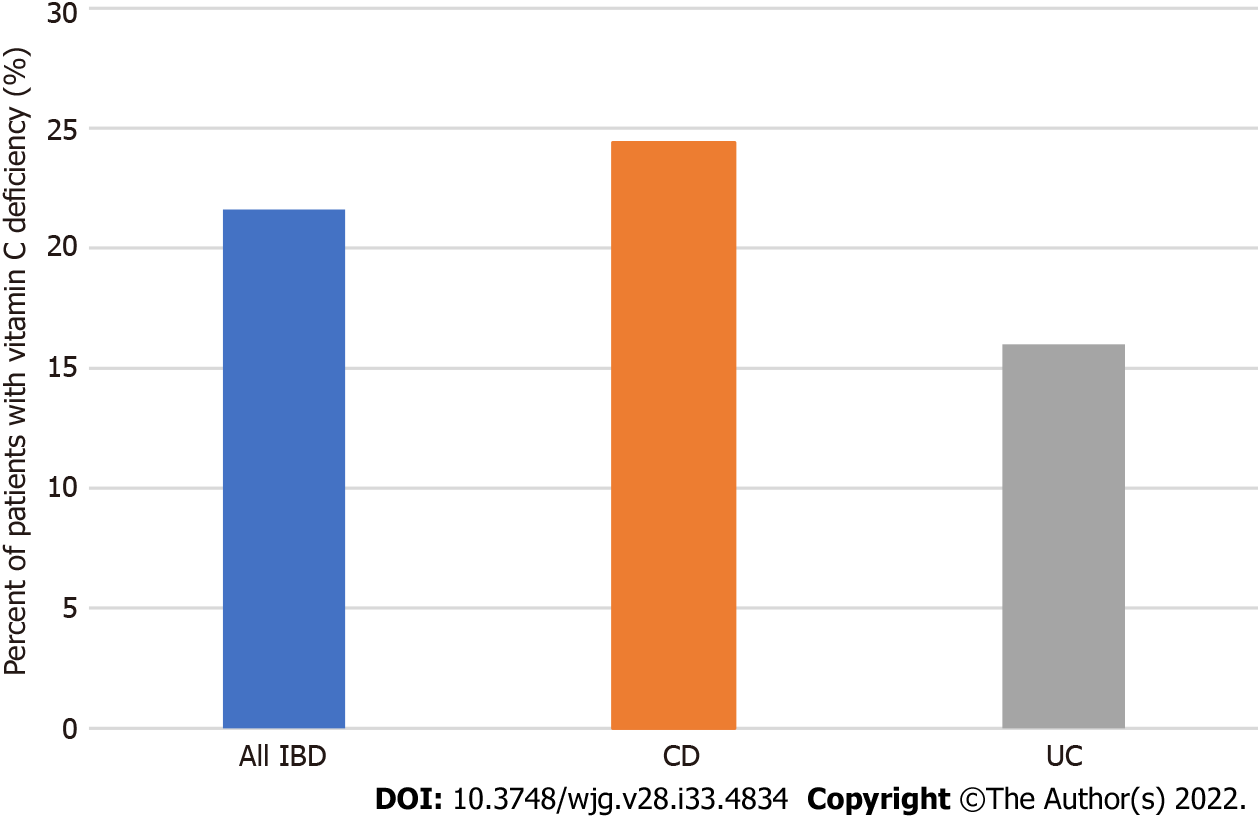 Percent of patients with vitamin C deficiency (%)
30
25
20
15
10
5
0
All IBD
CD
UC
DOI: 10.3748/wjg.v28.i33.4834 Copyright ©The Author(s) 2022.